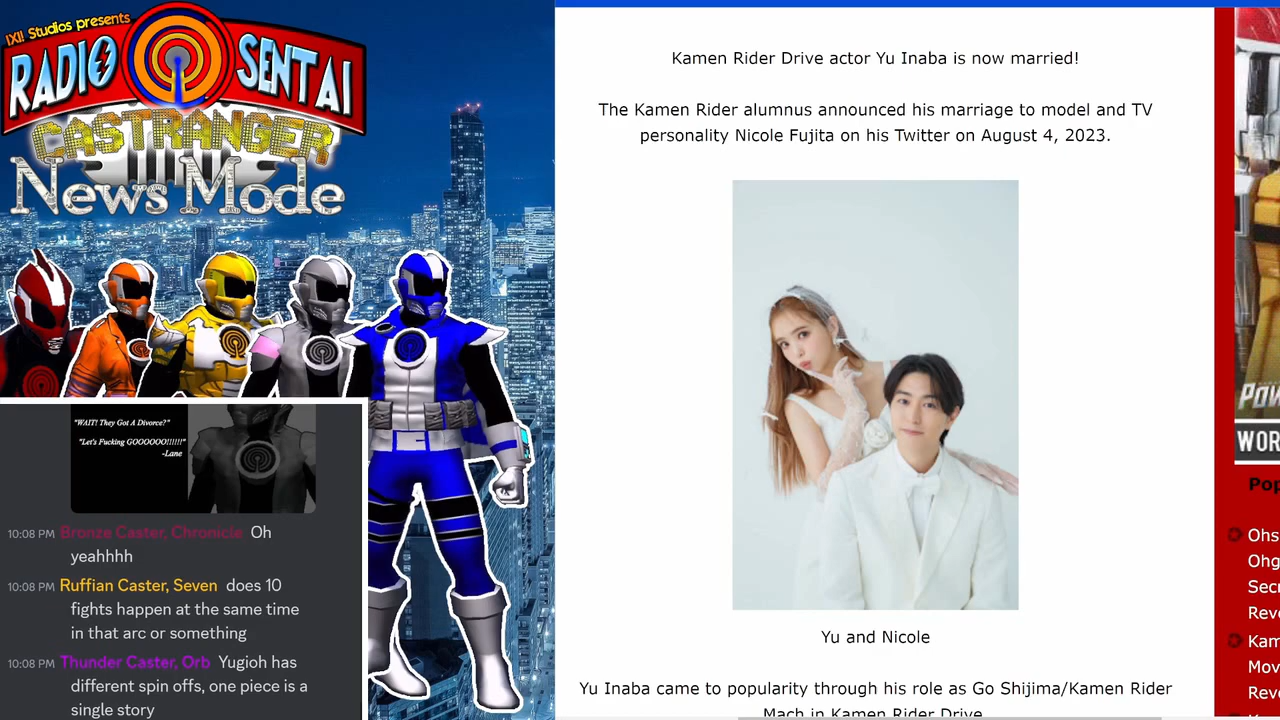 IXII Studios presents
RADIO SENTAI
CASTRANGER
News Mode
"WAIT! They Got A Divorce?"
"Let's Fucking GOOOOOO!!!!!!"
-Lane
10:08 PM Bronze Caster, Chronicle Oh
yeahhhh
10:08 PM Ruffian Caster, Seven does 10
fights happen at the same time
in that arc or something
10:08 PM Thunder Caster, Orb Yugioh has
different spin offs, one piece is a
single story
Kamen Rider Drive actor Yu Inaba is now married!
The Kamen Rider alumnus announced his marriage to model and TV
personality Nicole Fujita on his Twitter on August 4, 2023.
Yu and Nicole
Yu Inaba came to popularity through his role as Go Shijima/Kamen Rider
Mach in Kamen Rider Drive
Pow
WOR
Pop
Ohs
Ohg
Secr
Reve
Kam
Mov
Reve